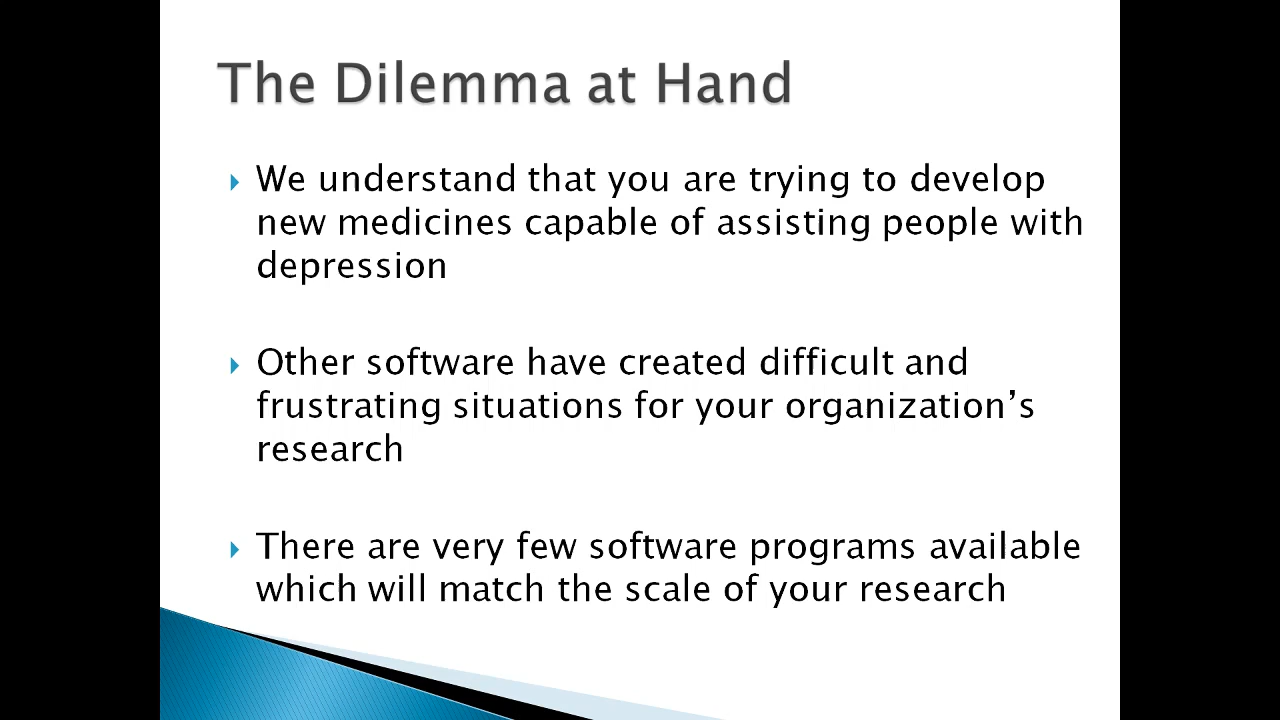 The Dilemma at Hand
We understand that you are trying to develop
new medicines capable of assisting people with
depression
Other software have created difficult and
frustrating situations for your organization’s
research
There are very few software programs available
which will match the scale of your research